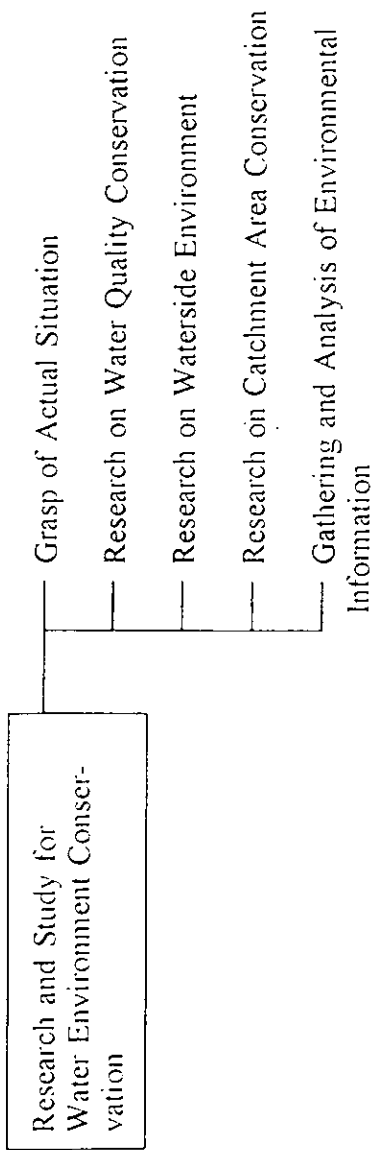 Research and Study for
Water Environment Conser-
vation
Grasp of Actual Situation
Research on Water Quality Conservation
Research on Waterside Environment
Research on Catchment Area Conservation
Gathering and Analysis of Environmental
Information